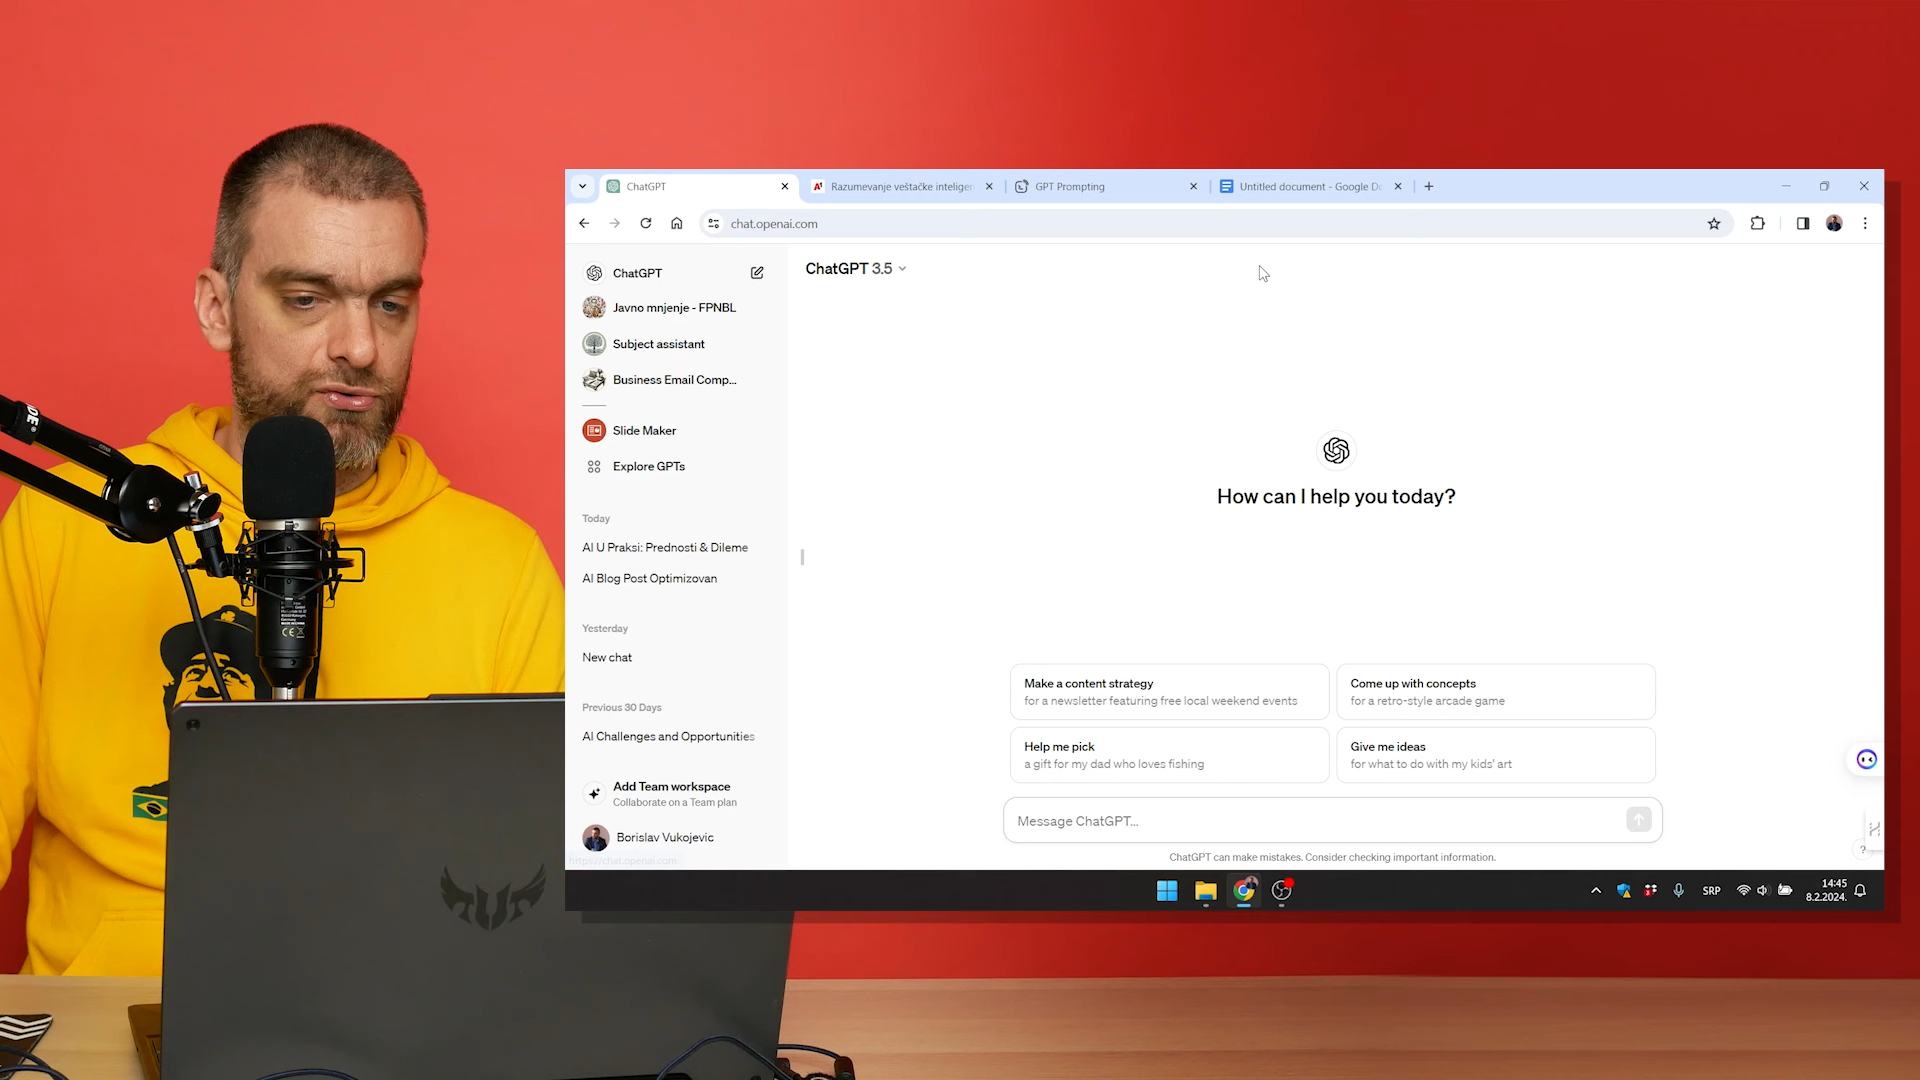 ChatGPT
Razumevanje veštačke inteliger
GPT Prompting
Untitled document - Google Do
chat.openai.com
ChatGPT
Javno mnjenje - FPNBL
Subject assistant
Business Email Comp...
Slide Maker
Explore GPTs
Today
AI U Praksi: Prednosti & Dileme
AI Blog Post Optimizovan
Yesterday
New chat
Previous 30 Days
AI Challenges and Opportunities
Add Team workspace
Collaborate on a Team plan
Borislav Vukojevic
https://chat.openai.com
ChatGPT 3.5
How can I help you today?
Make a content strategy
for a newsletter featuring free local weekend events
Come up with concepts
for a retro-style arcade game
Help me pick
a gift for my dad who loves fishing
Give me ideas
for what to do with my kids' art
Message ChatGPT...
ChatGPT can make mistakes. Consider checking important information.
?
SRP
14:45
8.2.2024.